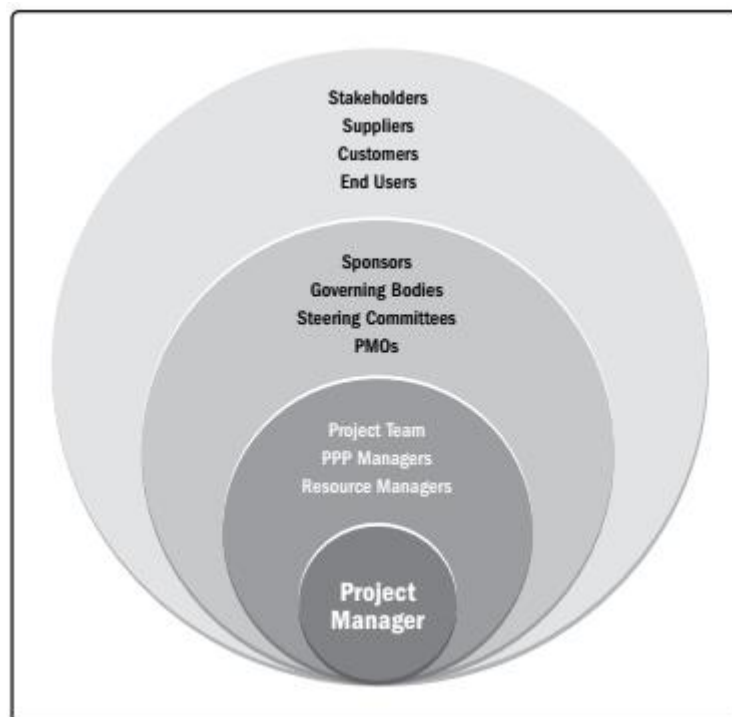 Stakeholders
Suppliers
Customers
End Users
Sponsors
Governing Bodies
Steering Committees
PMOs
Project Team
PPP Managers
Resource Managers
Project
Manager